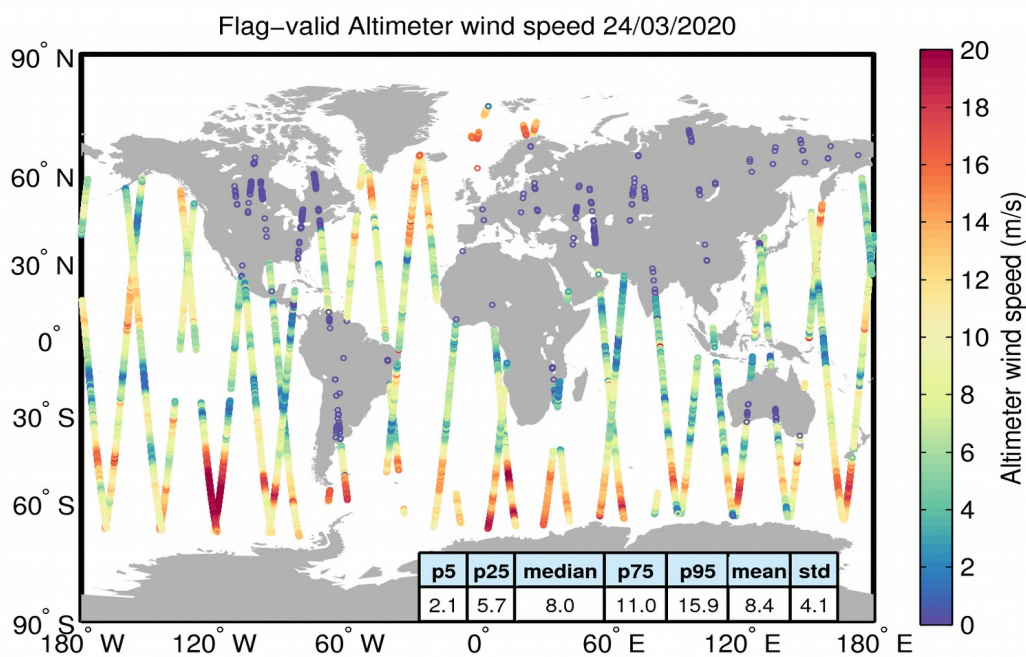 Flag-valid Altimeter wind speed 24/03/2020
90° N
60° N
30° N
0°
30° S
60° S
90° S
180° W
120° W
60° W
0°
60° E
120° E
180° E
p5 p25 median p75 p95 mean std
2.1 5.7 8.0 11.0 15.9 8.4 4.1
20
18
16
14
12
10
8
6
4
2
0
Altimeter wind speed (m/s)